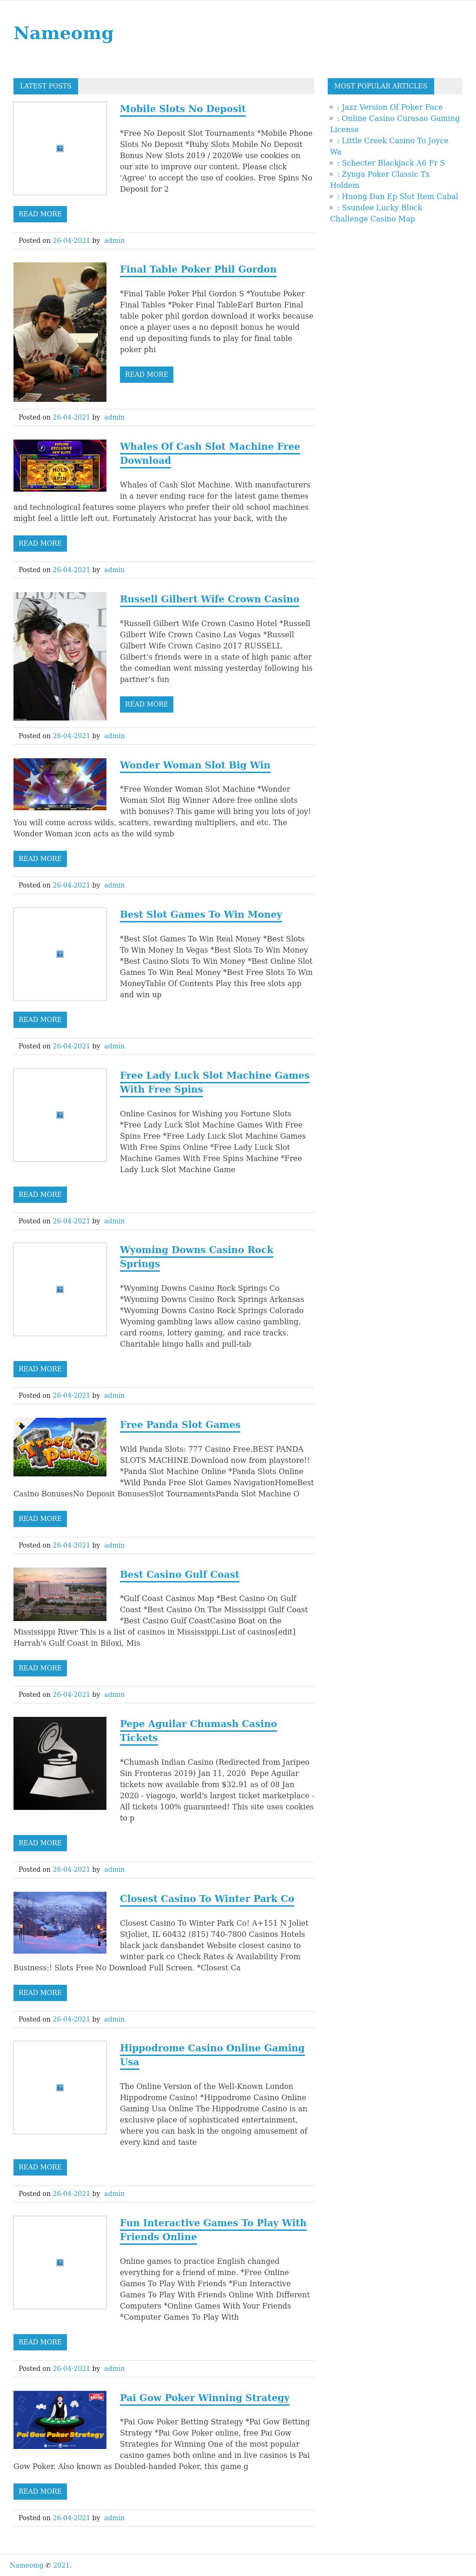 Nameomg
LATEST POSTS
Mobile Slots No Deposit
*Free No Deposit Slot Tournaments *Mobile Phone
Slots No Deposit *Ruby Slots Mobile No Deposit
Bonus New Slots 2019 / 2020We use cookies on
our site to improve our content. Please click
'Agree' to accept the use of cookies. Free Spins No
Deposit for 2
READ MORE
Posted on 26-04-2021 by admin
Final Table Poker Phil Gordon
*Final Table Poker Phil Gordon S *Youtube Poker
Final Tables *Poker Final TableEarl Burton Final
table poker phil gordon download it works because
once a player uses a no deposit bonus he would
end up depositing funds to play for final table
poker phi
READ MORE
Posted on 26-04-2021 by admin
Whales Of Cash Slot Machine Free
Download
Whales of Cash Slot Machine. With manufacturers
in a never ending race for the latest game themes
and technological features some players who prefer their old school machines
might feel a little left out. Fortunately Aristocrat has your back, with the
READ MORE
Posted on 26-04-2021 by admin
Russell Gilbert Wife Crown Casino
*Russell Gilbert Wife Crown Casino Hotel *Russell
Gilbert Wife Crown Casino Las Vegas *Russell
Gilbert Wife Crown Casino 2017 RUSSELL
Gilbert's friends were in a state of high panic after
the comedian went missing yesterday following his
partner's fun
READ MORE
Posted on 26-04-2021 by admin
Wonder Woman Slot Big Win
*Free Wonder Woman Slot Machine *Wonder
Woman Slot Big Winner Adore free online slots
with bonuses? This game will bring you lots of joy!
You will come across wilds, scatters, rewarding multipliers, and etc. The
Wonder Woman icon acts as the wild symb
READ MORE
Posted on 26-04-2021 by admin
Best Slot Games To Win Money
*Best Slot Games To Win Real Money *Best Slots
To Win Money In Vegas *Best Slots To Win Money
*Best Casino Slots To Win Money *Best Online Slot
Games To Win Real Money *Best Free Slots To Win
MoneyTable Of Contents Play this free slots app
and win up
READ MORE
Posted on 26-04-2021 by admin
Free Lady Luck Slot Machine Games
With Free Spins
Online Casinos for Wishing you Fortune Slots
*Free Lady Luck Slot Machine Games With Free
Spins Free *Free Lady Luck Slot Machine Games
With Free Spins Online *Free Lady Luck Slot
Machine Games With Free Spins Machine *Free
Lady Luck Slot Machine Game
READ MORE
Posted on 26-04-2021 by admin
Wyoming Downs Casino Rock
Springs
*Wyoming Downs Casino Rock Springs Co
*Wyoming Downs Casino Rock Springs Arkansas
*Wyoming Downs Casino Rock Springs Colorado
Wyoming gambling laws allow casino gambling,
card rooms, lottery gaming, and race tracks.
Charitable bingo halls and pull-tab
READ MORE
Posted on 26-04-2021 by admin
Free Panda Slot Games
Wild Panda Slots: 777 Casino Free.BEST PANDA
SLOTS MACHINE.Download now from playstore!!
*Panda Slot Machine Online *Panda Slots Online
*Wild Panda Free Slot Games NavigationHomeBest
Casino BonusesNo Deposit BonusesSlot TournamentsPanda Slot Machine O
READ MORE
Posted on 26-04-2021 by admin
Best Casino Gulf Coast
*Gulf Coast Casinos Map *Best Casino On Gulf
Coast *Best Casino On The Mississippi Gulf Coast
*Best Casino Gulf CoastCasino Boat on the
Mississippi River This is a list of casinos in Mississippi.List of casinos[edit]
Harrah's Gulf Coast in Biloxi, Mis
READ MORE
Posted on 26-04-2021 by admin
Pepe Aguilar Chumash Casino
Tickets
*Chumash Indian Casino (Redirected from Jaripeo
Sin Fronteras 2019) Jan 11, 2020 Pepe Aguilar
tickets now available from $32.91 as of 08 Jan
2020 - viagogo, world's largest ticket marketplace -
All tickets 100% guaranteed! This site uses cookies
to p
READ MORE
Posted on 26-04-2021 by admin
Closest Casino To Winter Park Co
Closest Casino To Winter Park Co! A+151 N Joliet
StJoliet, IL 60432 (815) 740-7800 Casinos Hotels
black jack dansbandet Website closest casino to
winter park co Check Rates & Availability From
Business:! Slots Free No Download Full Screen. *Closest Ca
READ MORE
Posted on 26-04-2021 by admin
Hippodrome Casino Online Gaming
Usa
The Online Version of the Well-Known London
Hippodrome Casino! *Hippodrome Casino Online
Gaming Usa Online The Hippodrome Casino is an
exclusive place of sophisticated entertainment,
where you can bask in the ongoing amusement of
every kind and taste
READ MORE
Posted on 26-04-2021 by admin
Fun Interactive Games To Play With
Friends Online
Online games to practice English changed
everything for a friend of mine. *Free Online
Games To Play With Friends *Fun Interactive
Games To Play With Friends Online With Different
Computers *Online Games With Your Friends
*Computer Games To Play With
READ MORE
Posted on 26-04-2021 by admin
Pai Gow Poker Strategy
Pai Gow Poker Winning Strategy
*Pai Gow Poker Betting Strategy *Pai Gow Betting
Strategy *Pai Gow Poker online, free Pai Gow
Strategies for Winning One of the most popular
casino games both online and in live casinos is Pai
Gow Poker. Also known as Doubled-handed Poker, this game g
READ MORE
Posted on 26-04-2021 by admin
MOST POPULAR ARTICLES
: Jazz Version Of Poker Face
: Online Casino Curasao Gaming
License
: Little Creek Casino To Joyce
Wa
: Schecter Blackjack A6 Fr S
: Zynga Poker Classic Tx
Holdem
: Huong Dan Ep Slot Item Cabal
: Ssundee Lucky Block
Challenge Casino Map
Nameomg © 2021.